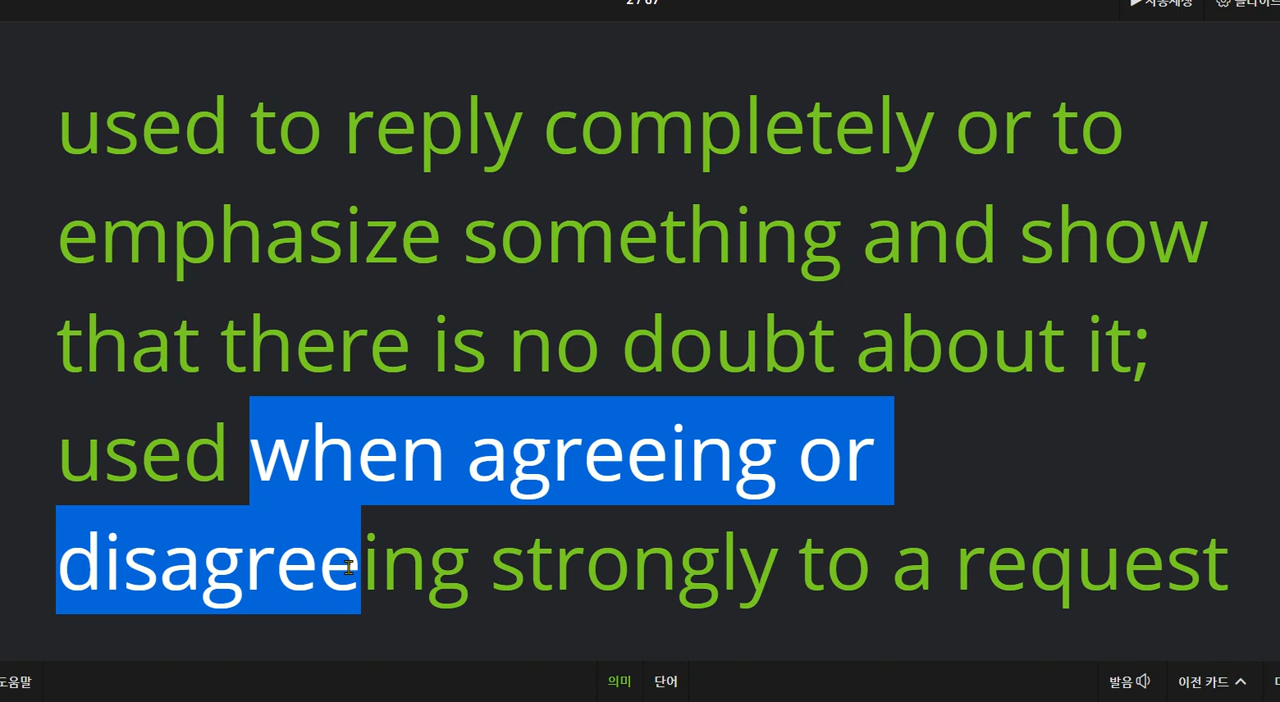 used to reply completely or to
emphasize something and show
that there is no doubt about it;
used when agreeing or
disagreeing strongly to a request
도움말
의미 단어
발음 이전 카드